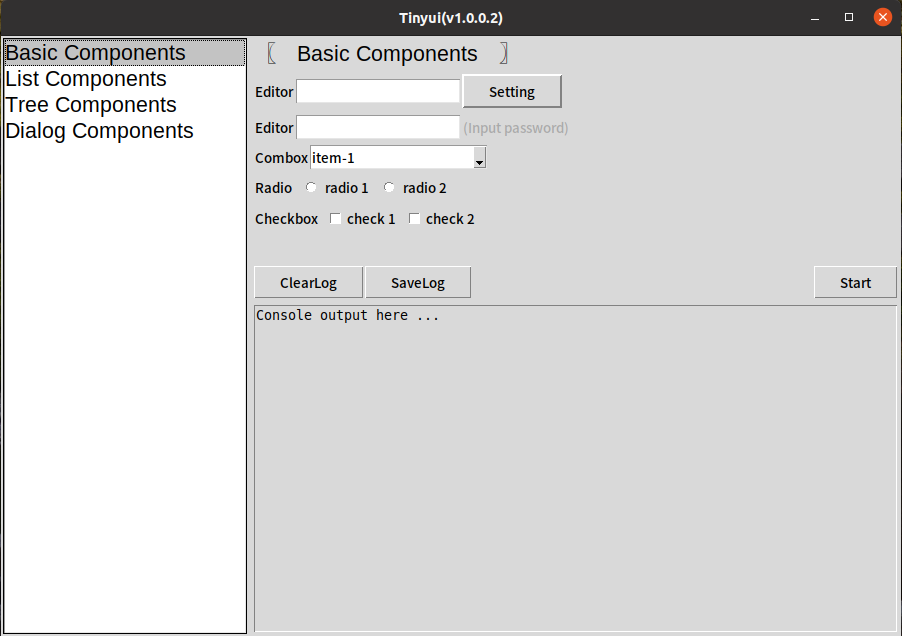 Tinyui(v1.0.0.2)
Basic Components
List Components
Tree Components
Dialog Components
〖 Basic Components 〗
Editor Setting
Editor (Input password)
Combox item-1
Radio radio 1 radio 2
Checkbox check 1 check 2
ClearLog SaveLog Start
Console output here ...